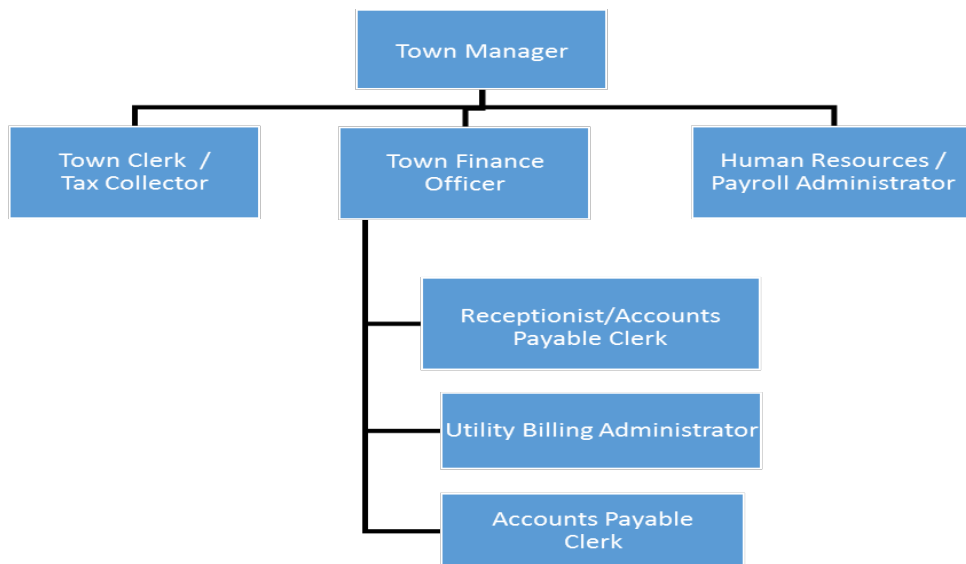 Town Manager
Town Clerk /
Tax Collector
Town Finance
Officer
Human Resources /
Payroll Administrator
Receptionist/Accounts
Payable Clerk
Utility Billing Administrator
Accounts Payable
Clerk